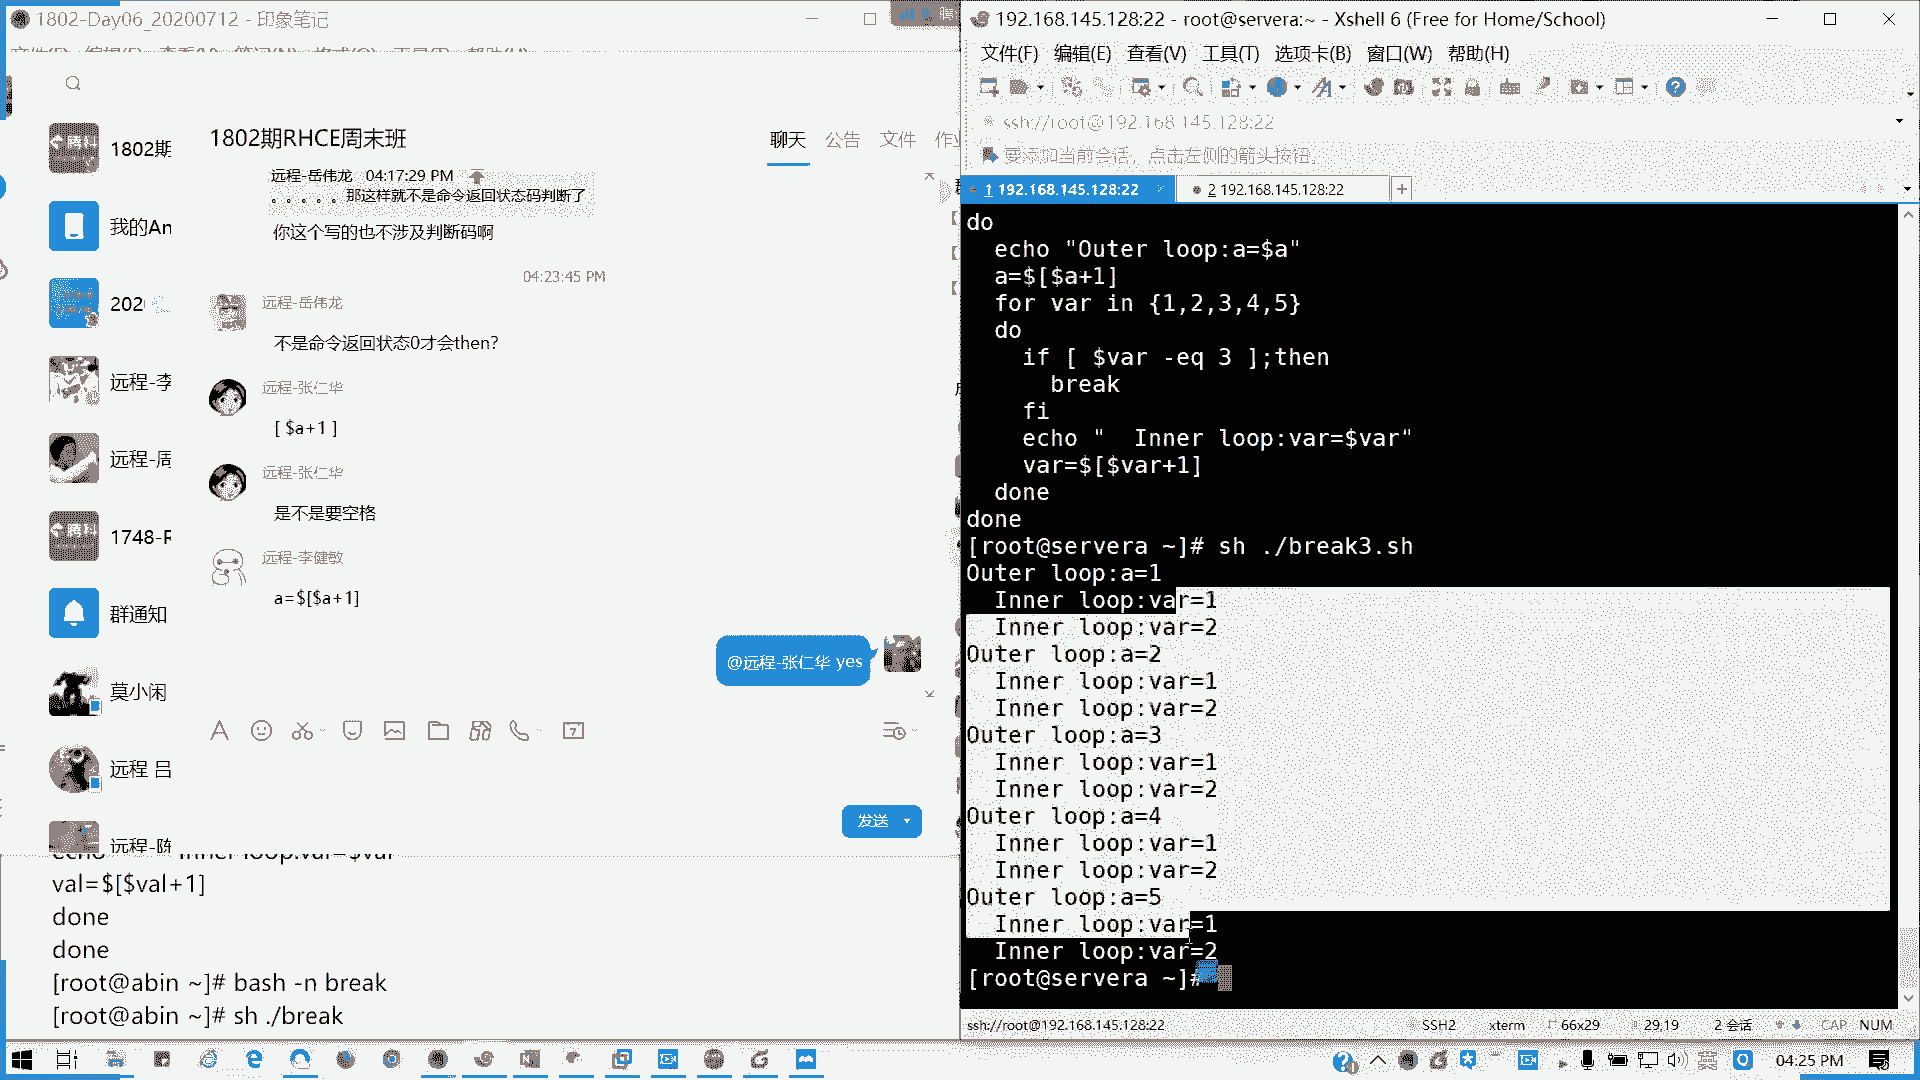 1802-Day06_20200712 - 印象笔记
文件(F) 编辑(E) 查看(V) 笔记(N) 格式(O) 工具(T) 帮助(H)
1802期
我的An
202
远程-李
远程-周
1748-F
群通知
莫小闲
远程 吕
远程-陈
1802期RHCE周末班
聊天 公告 文件
远程-岳伟龙 04:17:29 PM
。。。。。那这样就不是命令返回状态码判断了
你这个写的也不涉及判断码啊
04:23:45 PM
远程-岳伟龙
不是命令返回状态0才会then?
远程-张仁华
[ $a+1 ]
远程-张仁华
是不是要空格
远程-李健敏
a=$[$a+1]
@远程-张仁华 yes
发送
val=$[$val+1]
done
done
[root@abin ~]# bash -n break
[root@abin ~]# sh ./break
192.168.145.128:22 - root@servera:~ - Xshell 6 (Free for Home/School)
文件(F) 编辑(E) 查看(V) 工具(T) 选项卡(B) 窗口(W) 帮助(H)
ssh://root@192.168.145.128:22
要添加当前会话，点击左侧的箭头按钮。
1 192.168.145.128:22
2 192.168.145.128:22
do
  echo "Outer loop:a=$a"
  a=$[$a+1]
  for var in {1,2,3,4,5}
  do
    if [ $var -eq 3 ];then
      break
    fi
    echo "  Inner loop:var=$var"
    var=$[$var+1]
  done
done
[root@servera ~]# sh ./break3.sh
Outer loop:a=1
  Inner loop:var=1
  Inner loop:var=2
Outer loop:a=2
  Inner loop:var=1
  Inner loop:var=2
Outer loop:a=3
  Inner loop:var=1
  Inner loop:var=2
Outer loop:a=4
  Inner loop:var=1
  Inner loop:var=2
Outer loop:a=5
  Inner loop:var=1
  Inner loop:var=2
[root@servera ~]#
ssh://root@192.168.145.128:22 SSH2 xterm 66x29 29,19 2 会话 CAP NUM
04:25 PM